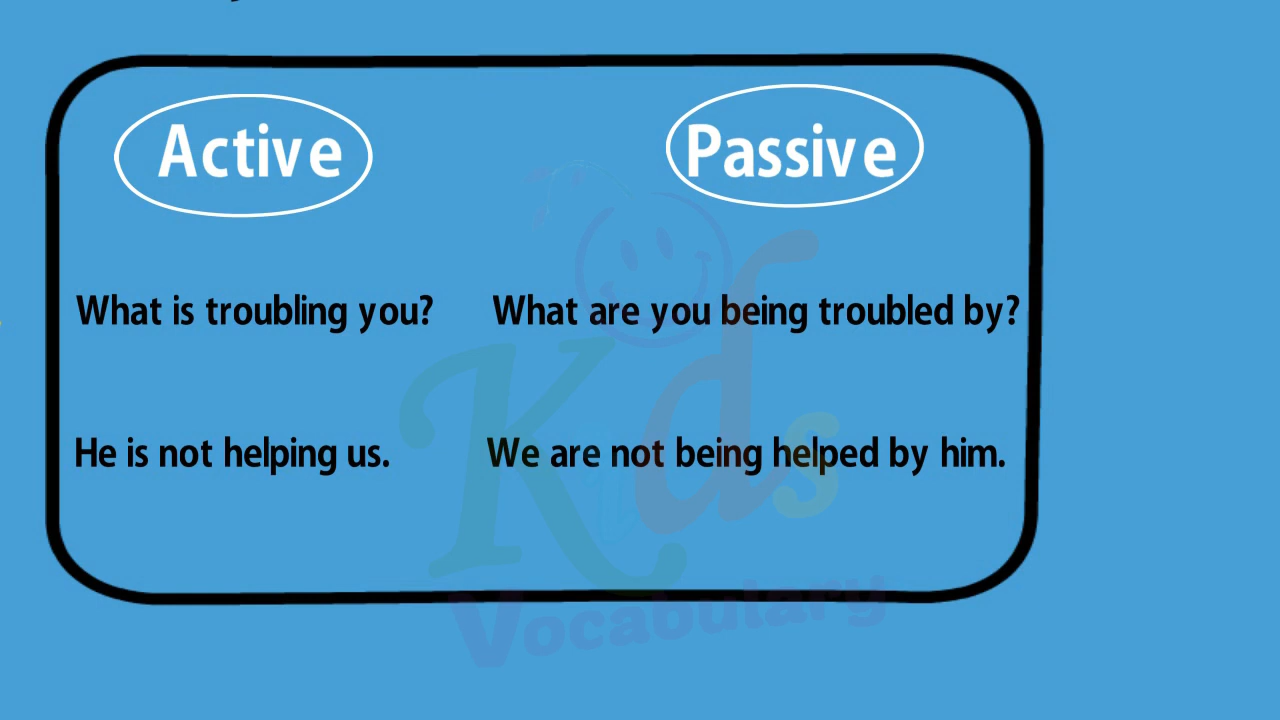 Active Passive
What is troubling you? What are you being troubled by?
He is not helping us. We are not being helped by him.
Kids
Vocabulary